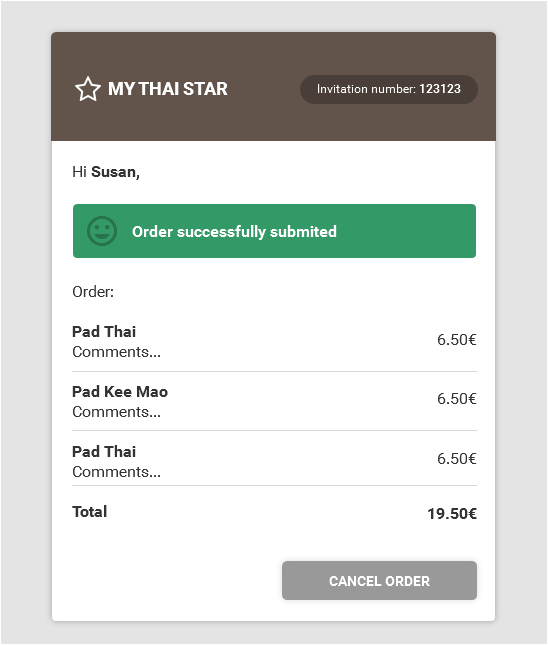 MY THAI STAR
Invitation number: 123123
Hi Susan,
Order successfully submited
Order:
Pad Thai 6.50€
Comments...
Pad Kee Mao 6.50€
Comments...
Pad Thai 6.50€
Comments...
Total 19.50€
CANCEL ORDER